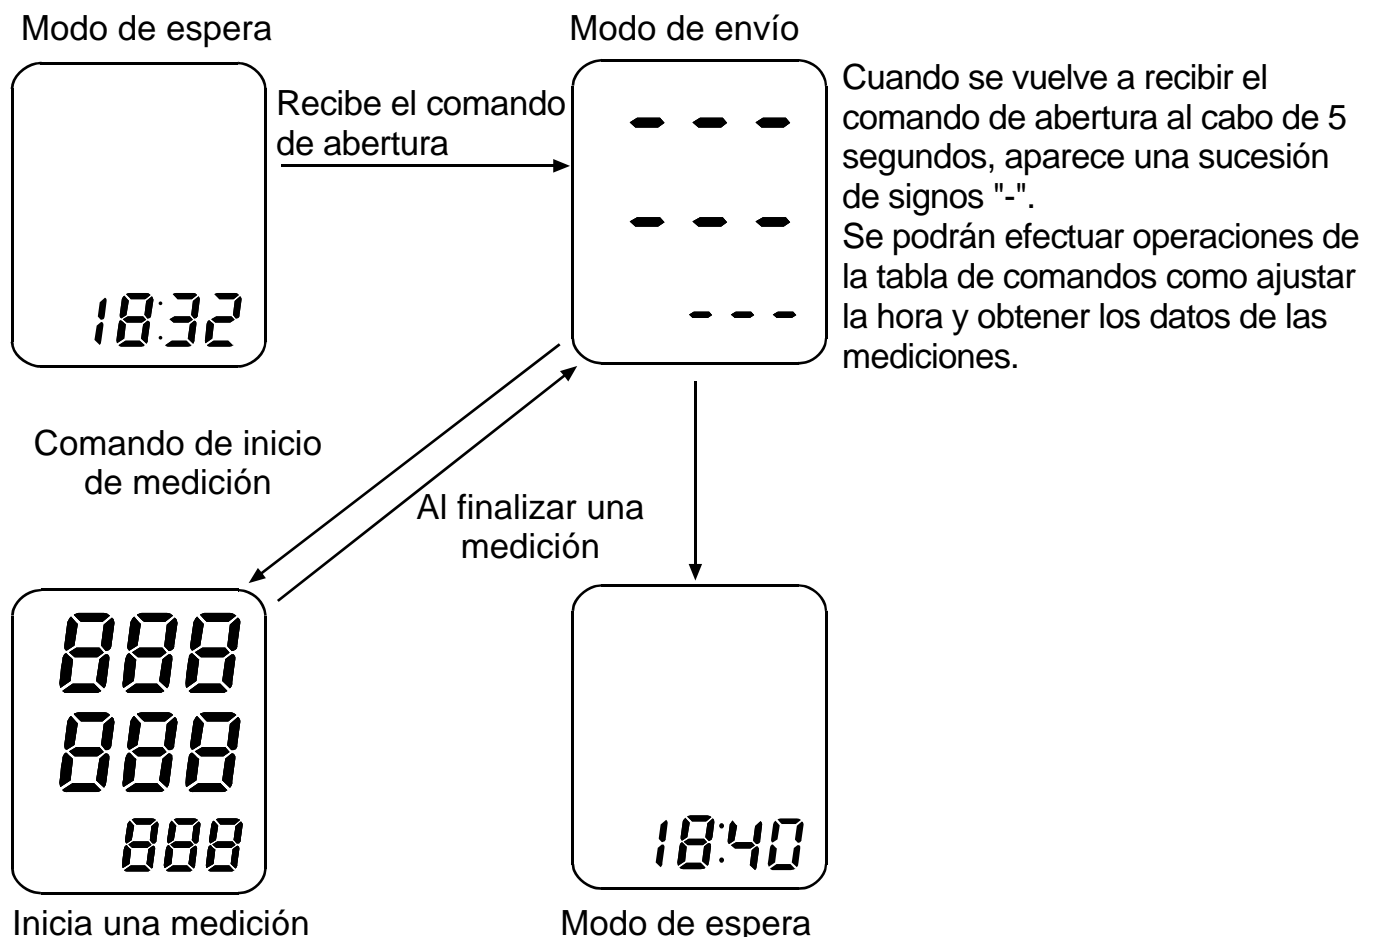 Modo de espera
Modo de envío
Recibe el comando
de abertura
- - -
- - -
- - -
18:32
Cuando se vuelve a recibir el
comando de abertura al cabo de 5
segundos, aparece una sucesión
de signos "-".
Se podrán efectuar operaciones de
la tabla de comandos como ajustar
la hora y obtener los datos de las
mediciones.
Comando de inicio
de medición
Al finalizar una
medición
888
888
888
18:40
Inicia una medición
Modo de espera